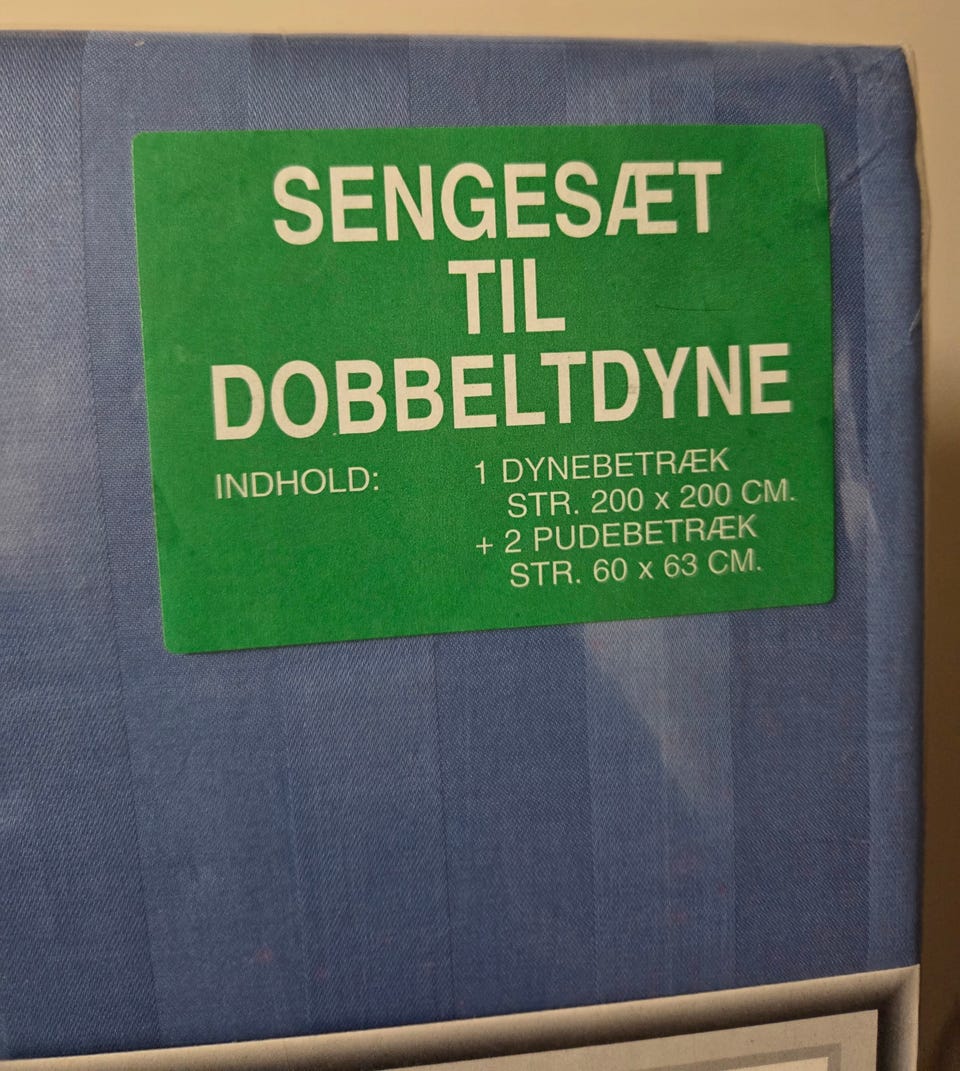 SENGESÆT
TIL
DOBBELTDYNE
INDHOLD: 1 DYNEBETRÆK
STR. 200 x 200 CM.
+ 2 PUDEBETRÆK
STR. 60 x 63 CM.